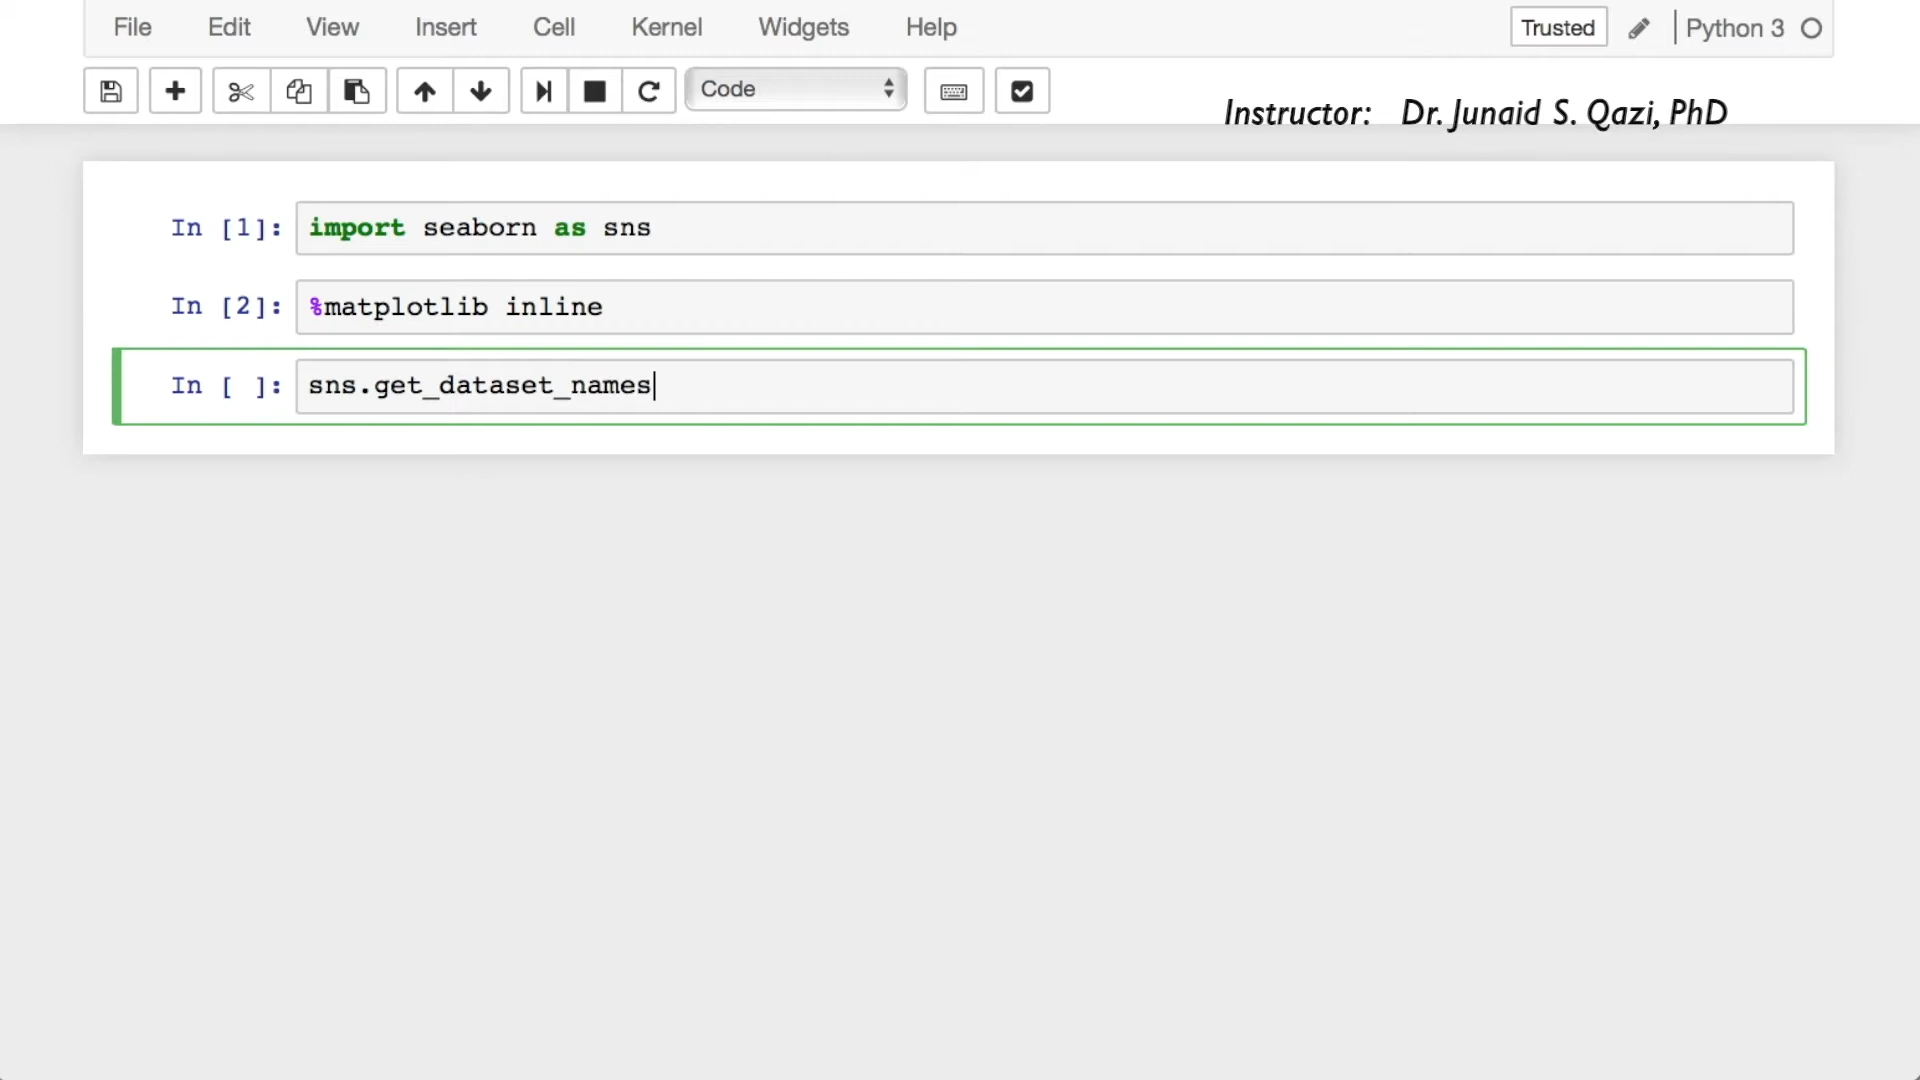 File Edit View Insert Cell Kernel Widgets Help Trusted Python 3
Code
Instructor: Dr. Junaid S. Qazi, PhD
In [1]: import seaborn as sns
In [2]: %matplotlib inline
In [ ]: sns.get_dataset_names